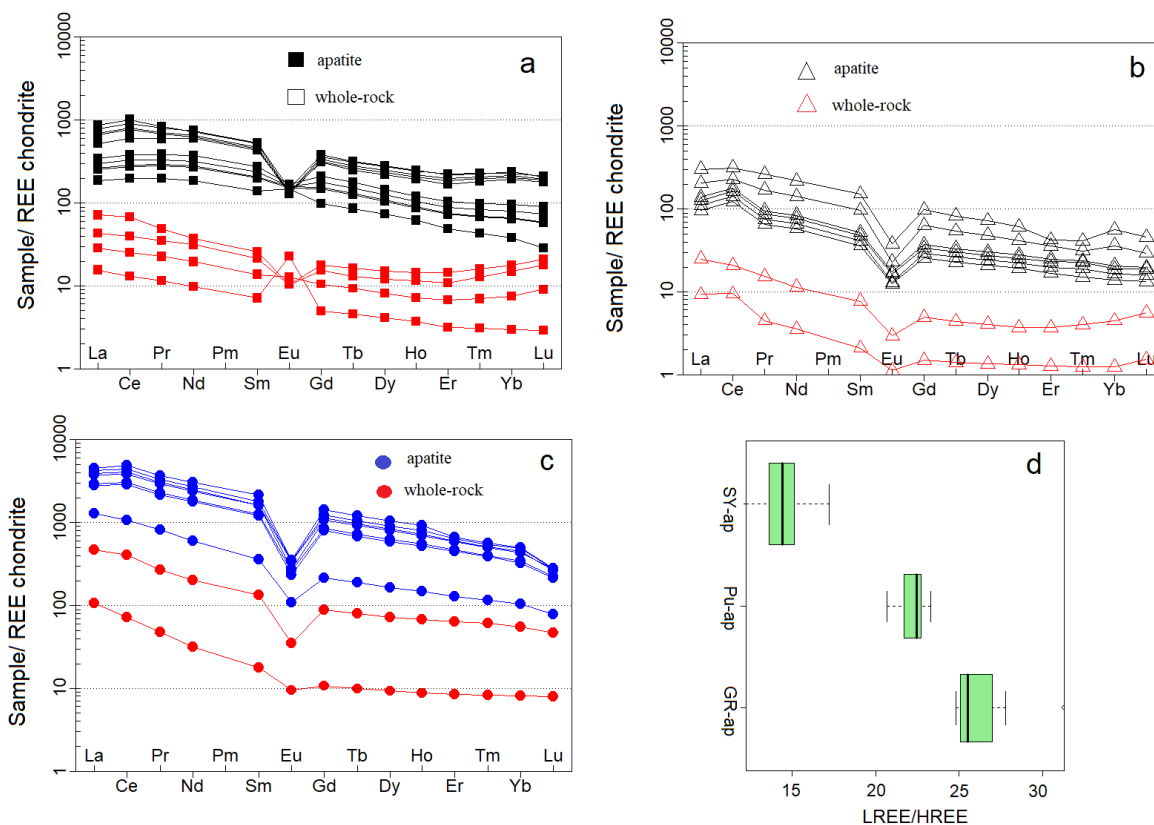 a
apatite
whole-rock
Sample/ REE chondrite
10000
1000
100
10
1
La Pr Pm Eu Tb Ho Tm Lu
Ce Nd Sm Gd Dy Er Yb
b
apatite
whole-rock
Sample/ REE chondrite
10000
1000
100
10
1
La Pr Pm Eu Tb Ho Tm Lu
Ce Nd Sm Gd Dy Er Yb
c
apatite
whole-rock
Sample/ REE chondrite
10000
1000
100
10
1
La Pr Pm Eu Tb Ho Tm Lu
Ce Nd Sm Gd Dy Er Yb
d
SY-ap
Pu-ap
GR-ap
15 20 25 30
LREE/HREE